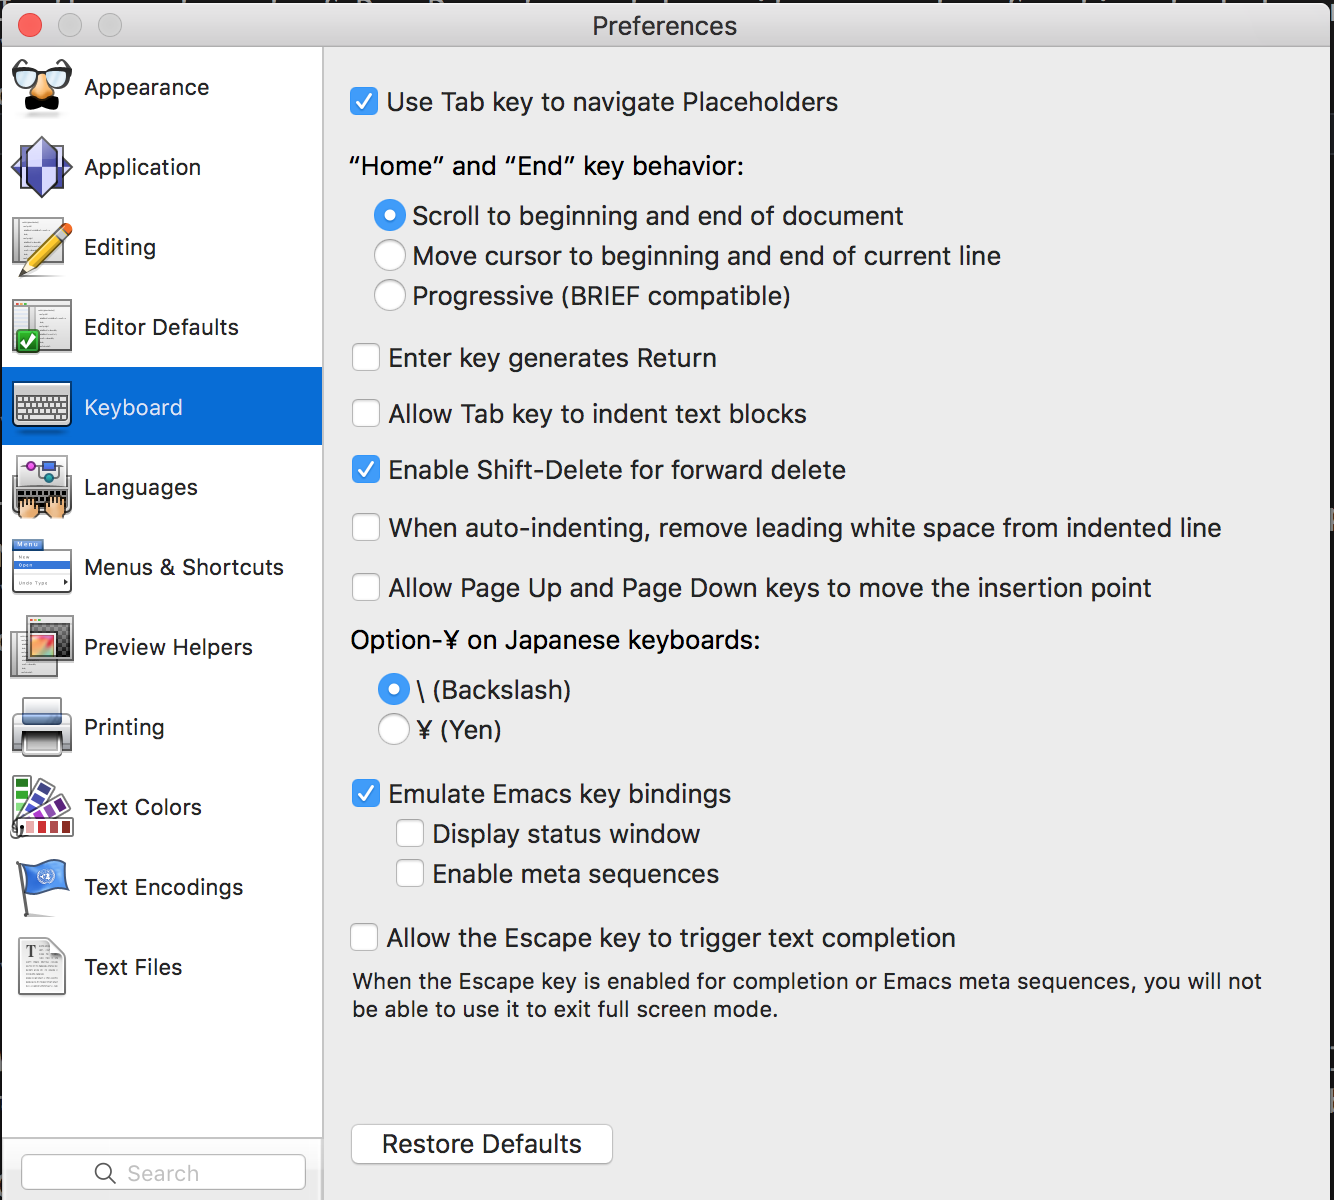 Preferences
Appearance
Application
Editing
Editor Defaults
Keyboard
Languages
Menu
New
Open
Undo Type
Menus & Shortcuts
Preview Helpers
Printing
Text Colors
Text Encodings
T
Text Files
Search
Use Tab key to navigate Placeholders
“Home” and “End” key behavior:
Scroll to beginning and end of document
Move cursor to beginning and end of current line
Progressive (BRIEF compatible)
Enter key generates Return
Allow Tab key to indent text blocks
Enable Shift-Delete for forward delete
When auto-indenting, remove leading white space from indented line
Allow Page Up and Page Down keys to move the insertion point
Option-¥ on Japanese keyboards:
\ (Backslash)
¥ (Yen)
Emulate Emacs key bindings
Display status window
Enable meta sequences
Allow the Escape key to trigger text completion
When the Escape key is enabled for completion or Emacs meta sequences, you will not
be able to use it to exit full screen mode.
Restore Defaults